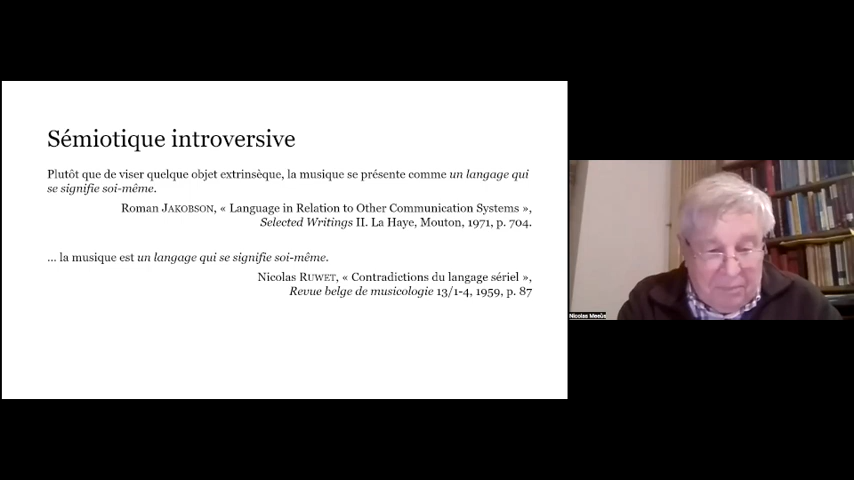 Sémiotique introversive
Plutôt que de viser quelque objet extrinsèque, la musique se présente comme un langage qui
se signifie soi-même.
Roman JAKOBSON, « Language in Relation to Other Communication Systems »,
Selected Writings II. La Haye, Mouton, 1971, p. 704.
... la musique est un langage qui se signifie soi-même.
Nicolas RUWET, « Contradictions du langage sériel »,
Revue belge de musicologie 13/1-4, 1959, p. 87
Nicolas Meeùs